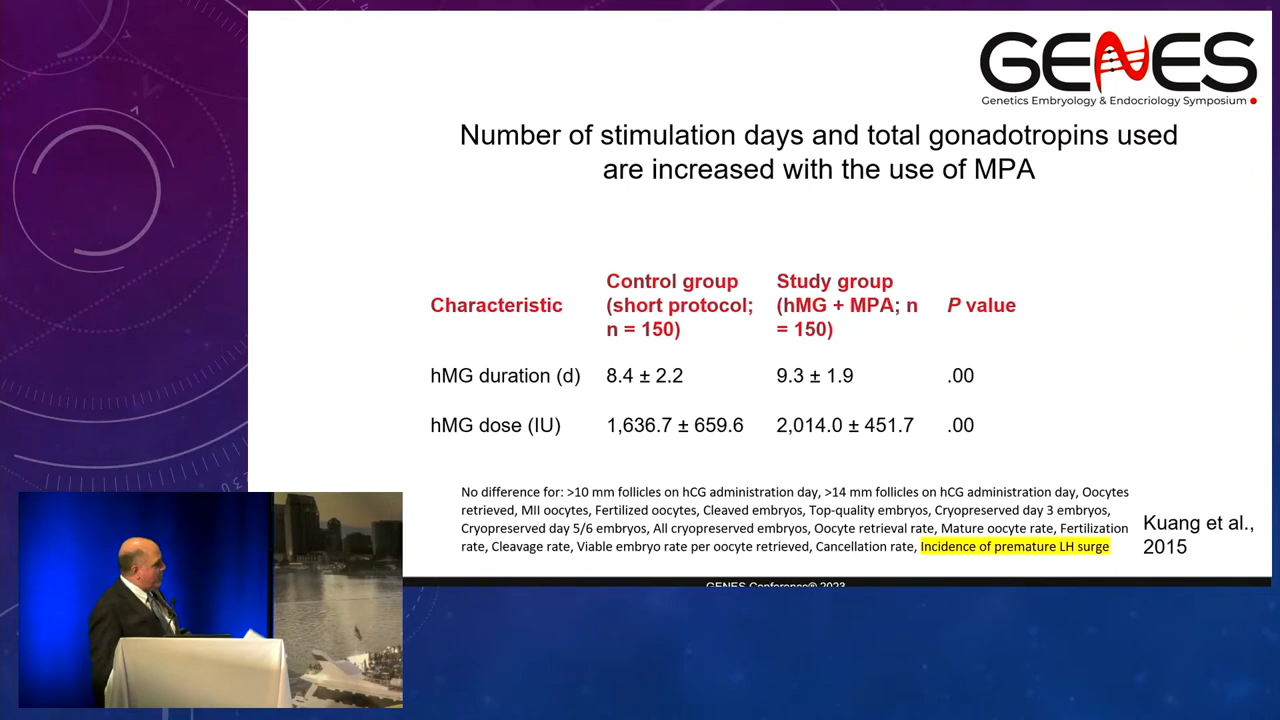 GENES
Genetics Embryology & Endocriology Symposium
Number of stimulation days and total gonadotropins used
are increased with the use of MPA
Characteristic
Control group
(short protocol;
n = 150)
Study group
(hMG + MPA; n
= 150)
P value
hMG duration (d) 8.4 ± 2.2 9.3 ± 1.9 .00
hMG dose (IU) 1,636.7 ± 659.6 2,014.0 ± 451.7 .00
No difference for: >10 mm follicles on hCG administration day, >14 mm follicles on hCG administration day, Oocytes
retrieved, MII oocytes, Fertilized oocytes, Cleaved embryos, Top-quality embryos, Cryopreserved day 3 embryos,
Cryopreserved day 5/6 embryos, All cryopreserved embryos, Oocyte retrieval rate, Mature oocyte rate, Fertilization
rate, Cleavage rate, Viable embryo rate per oocyte retrieved, Cancellation rate, Incidence of premature LH surge
Kuang et al.,
2015
GENES Conference® 2023
230